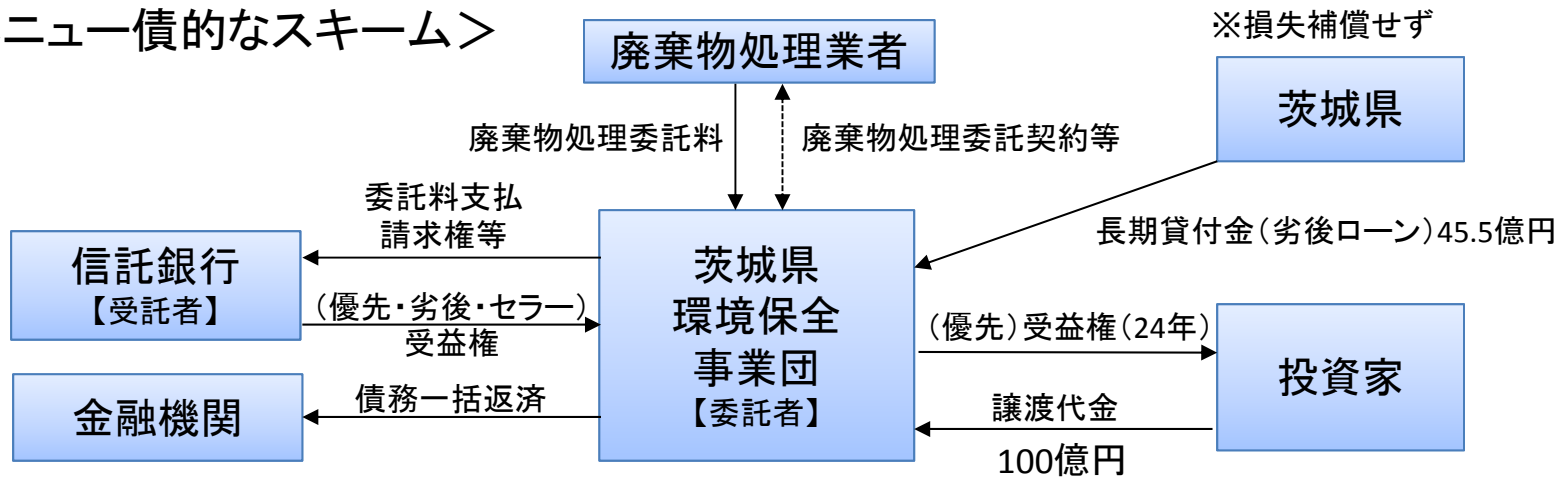 ニュー債的なスキーム＞
※損失補償せず
廃棄物処理業者
茨城県
廃棄物処理委託料
廃棄物処理委託契約等
委託料支払
請求権等
長期貸付金（劣後ローン）45.5億円
信託銀行
【受託者】
（優先・劣後・セラー）
受益権
茨城県
環境保全
事業団
【委託者】
（優先）受益権（24年）
投資家
金融機関
債務一括返済
譲渡代金
100億円